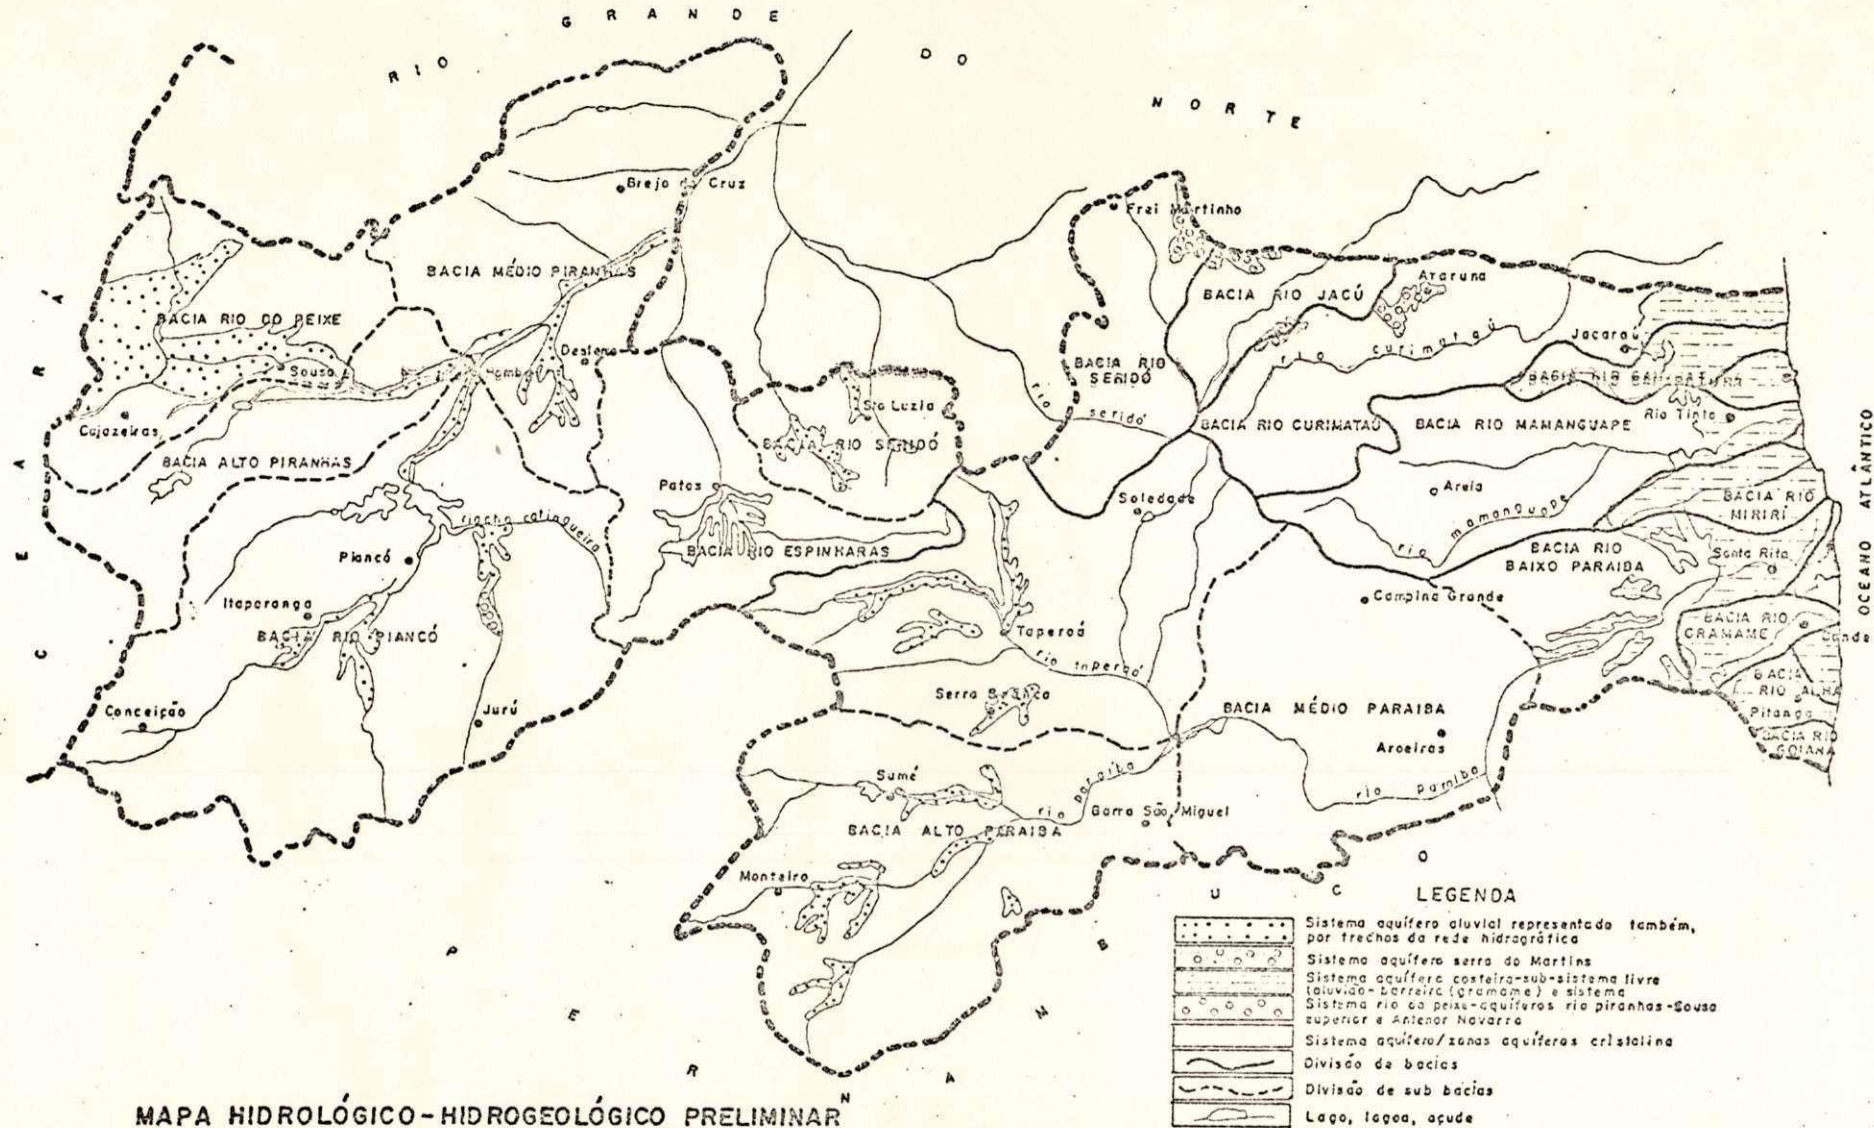 RIO GRANDE DO NORTE
CEARÁ
OCEANO ATLÂNTICO
PERNAMBUCO
Brejo do Cruz
Frei Martinho
BACIA MÉDIO PIRANHAS
BACIA RIO JACÚ
Araruna
BACIA RIO DO PEIXE
rio curimataú
Jacaraú
Sousa
BACIA RIO
SERIDÓ
rio seridó
Sta Luzia
Rio Tinto
Cajazeiras
BACIA RIO SERIDÓ
BACIA RIO CURIMATAÚ
BACIA RIO MAMANGUAPE
BACIA ALTO PIRANHAS
Patos
Soledade
Areia
BACIA RIO
MIRIRÍ
riacho catingueira
rio mamanguape
Piancó
BACIA RIO ESPINHARAS
BACIA RIO
BAIXO PARAIBA
Santa Rita
Itaporanga
Campina Grande
BACIA RIO PIANCÓ
Taperoá
BACIA RIO
GRAMAME
Conde
rio taperoá
Serra Branca
BACIA
RIO
Pitanga
Conceição
Jurú
BACIA MÉDIO PARAIBA
Aroeiras
BACIA RIO
GOIANA
Sumé
rio paraiba
rio paraiba
Barra São Miguel
BACIA ALTO PARAIBA
Monteiro
LEGENDA
Sistema aquífero aluvial representado também,
por trechos da rede hidrográfica
Sistema aquífero serra do Martins
Sistema aquífero costeiro-sub-sistema livre
(aluvião-barreira (gramame) e sistema
Sistema rio do peixe-aquíferos rio piranhas-Sousa
superior e Antenor Navarro
Sistema aquífero/zonas aquíferas cristalina
Divisão de bacias
Divisão de sub bacias
Lago, lagoa, açude
MAPA HIDROLÓGICO-HIDROGEOLÓGICO PRELIMINAR